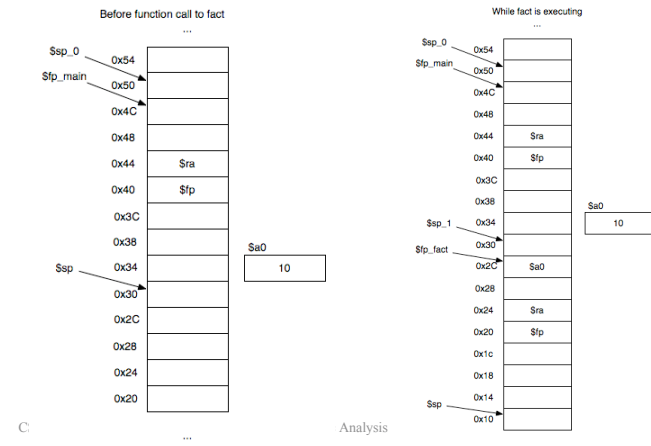 Before function call to fact
...
$sp_0
0x54
$fp_main
0x50
0x4C
0x48
0x44 $ra
0x40 $fp
0x3C
0x38
$a0
$sp 0x34 10
0x30
0x2C
0x28
0x24
0x20
...
C
While fact is executing
...
$sp_0
0x54
$fp_main
0x50
0x4C
0x48
0x44 $ra
0x40 $fp
0x3C
0x38
$a0
$sp_1 0x34 10
0x30
$fp_fact
0x2C $a0
0x28
0x24 $ra
0x20 $fp
0x1c
0x18
0x14
$sp
0x10
Analysis